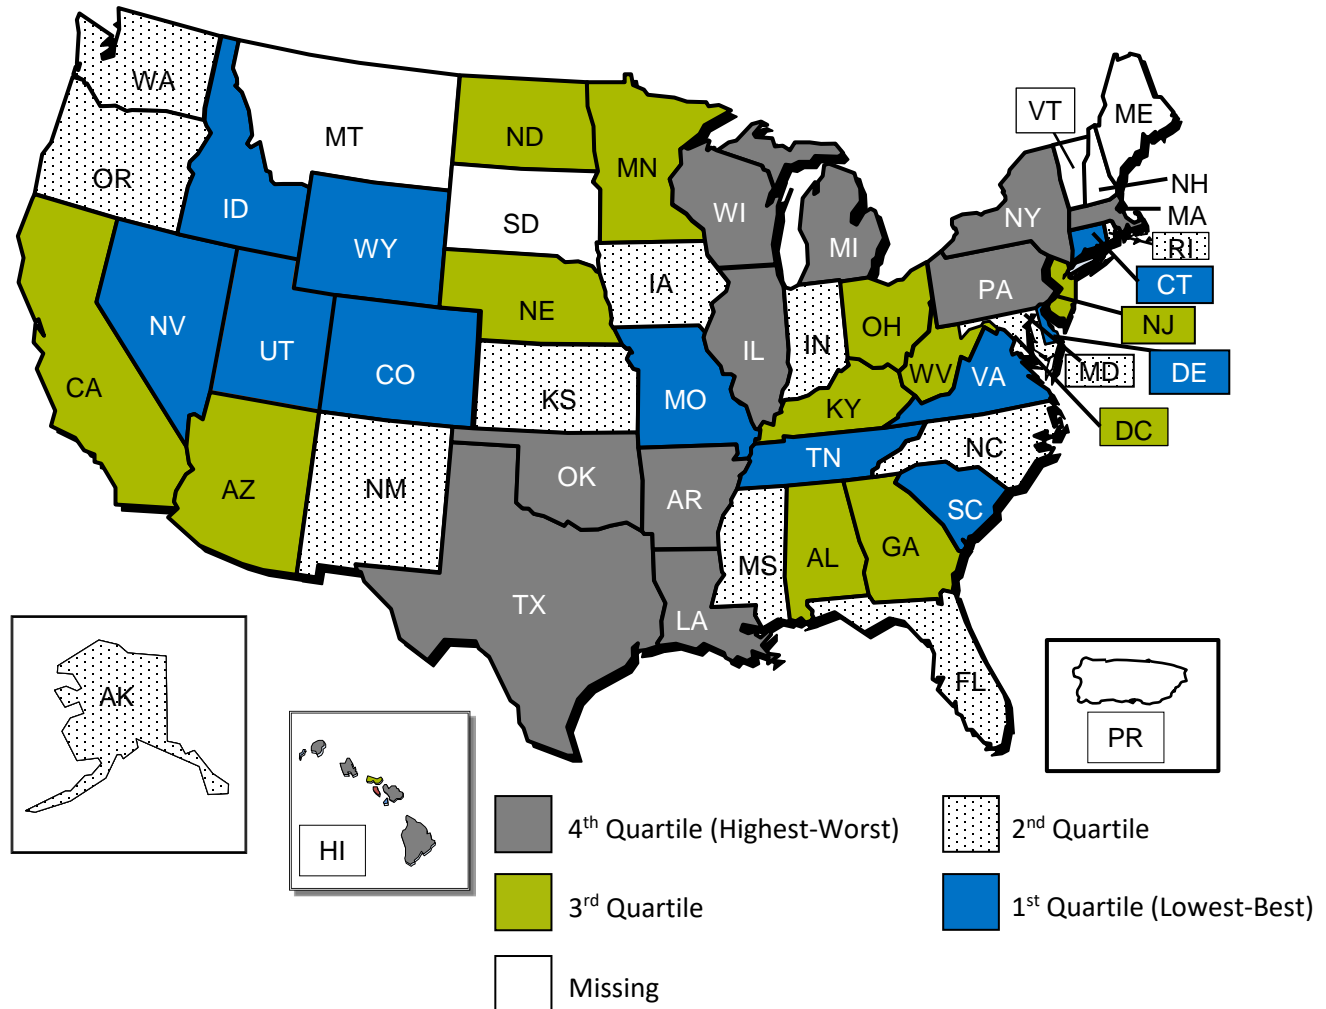 WA
MT
ND
MN
VT
ME
OR
ID
WY
SD
WI
MI
NY
NH
MA
RI
CT
NV
UT
CO
NE
IA
IL
IN
OH
PA
NJ
CA
KS
MO
KY
WV
VA
MD
DE
DC
AZ
NM
OK
AR
TN
NC
SC
TX
LA
MS
AL
GA
FL
AK
HI
PR
4th Quartile (Highest-Worst)
2nd Quartile
3rd Quartile
1st Quartile (Lowest-Best)
Missing